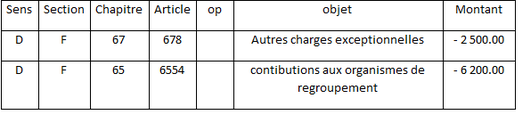 Sens Section Chapitre Article op objet Montant
D F 67 678 Autres charges exceptionnelles - 2 500.00
D F 65 6554 contibutions aux organismes de - 6 200.00
regroupement